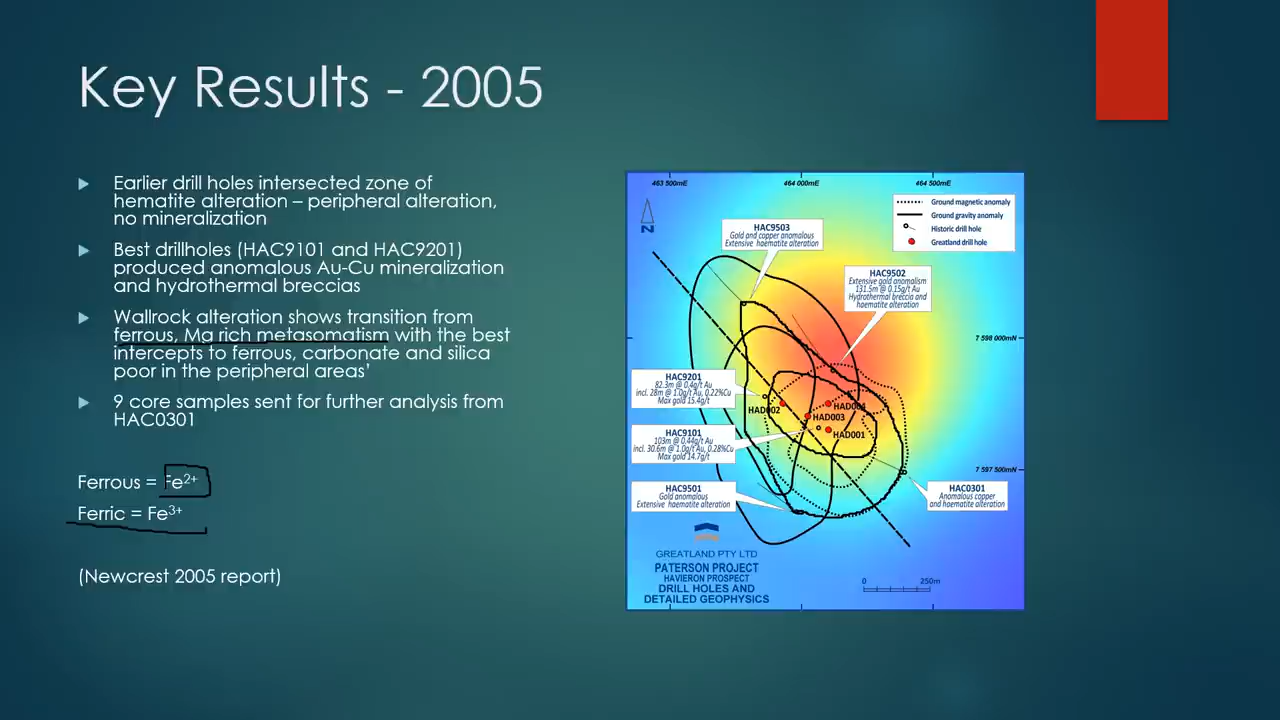 Key Results - 2005
Earlier drill holes intersected zone of
hematite alteration – peripheral alteration,
no mineralization
Best drillholes (HAC9101 and HAC9201)
produced anomalous Au-Cu mineralization
and hydrothermal breccias
Wallrock alteration shows transition from
ferrous, Mg rich metasomatism with the best
intercepts to ferrous, carbonate and silica
poor in the peripheral areas’
9 core samples sent for further analysis from
HAC0301
Ferrous = Fe2+
Ferric = Fe3+
(Newcrest 2005 report)
463 500mE
464 000mE
464 500mE
N
Ground magnetic anomaly
Ground gravity anomaly
Historic drill hole
Greatland drill hole
HAC9503
Gold and copper anomalous
Extensive haematite alteration
HAC9502
Extensive gold anomalism
131.5m @ 0.15g/t Au
Hydrothermal breccia and
haematite alteration
7 598 000mN
HAC9201
82.3m @ 0.4g/t Au
incl. 28m @ 1.0g/t Au, 0.22%Cu
Max gold 15.4g/t
HAD002
HAD004
HAD003
HAD001
HAC9101
103m @ 0.44g/t Au
incl. 30.6m @ 1.0g/t Au, 0.28%Cu
Max gold 14.7g/t
7 597 500mN
HAC9501
Gold anomalous
Extensive haematite alteration
HAC0301
Anomalous copper
and haematite alteration
GREATLAND PTY LTD
PATERSON PROJECT
HAVIERON PROSPECT
DRILL HOLES AND
DETAILED GEOPHYSICS
0 250m